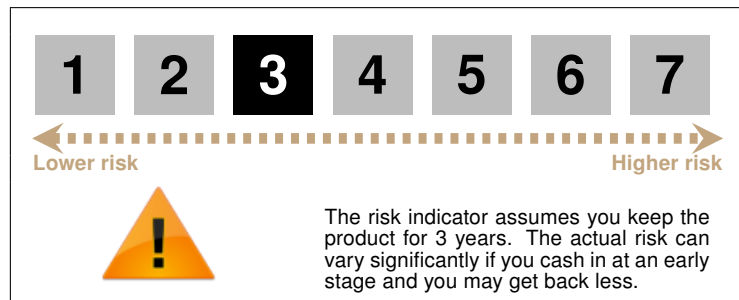 1 2 3 4 5 6 7
Lower risk Higher risk
!
The risk indicator assumes you keep the
product for 3 years. The actual risk can
vary significantly if you cash in at an early
stage and you may get back less.